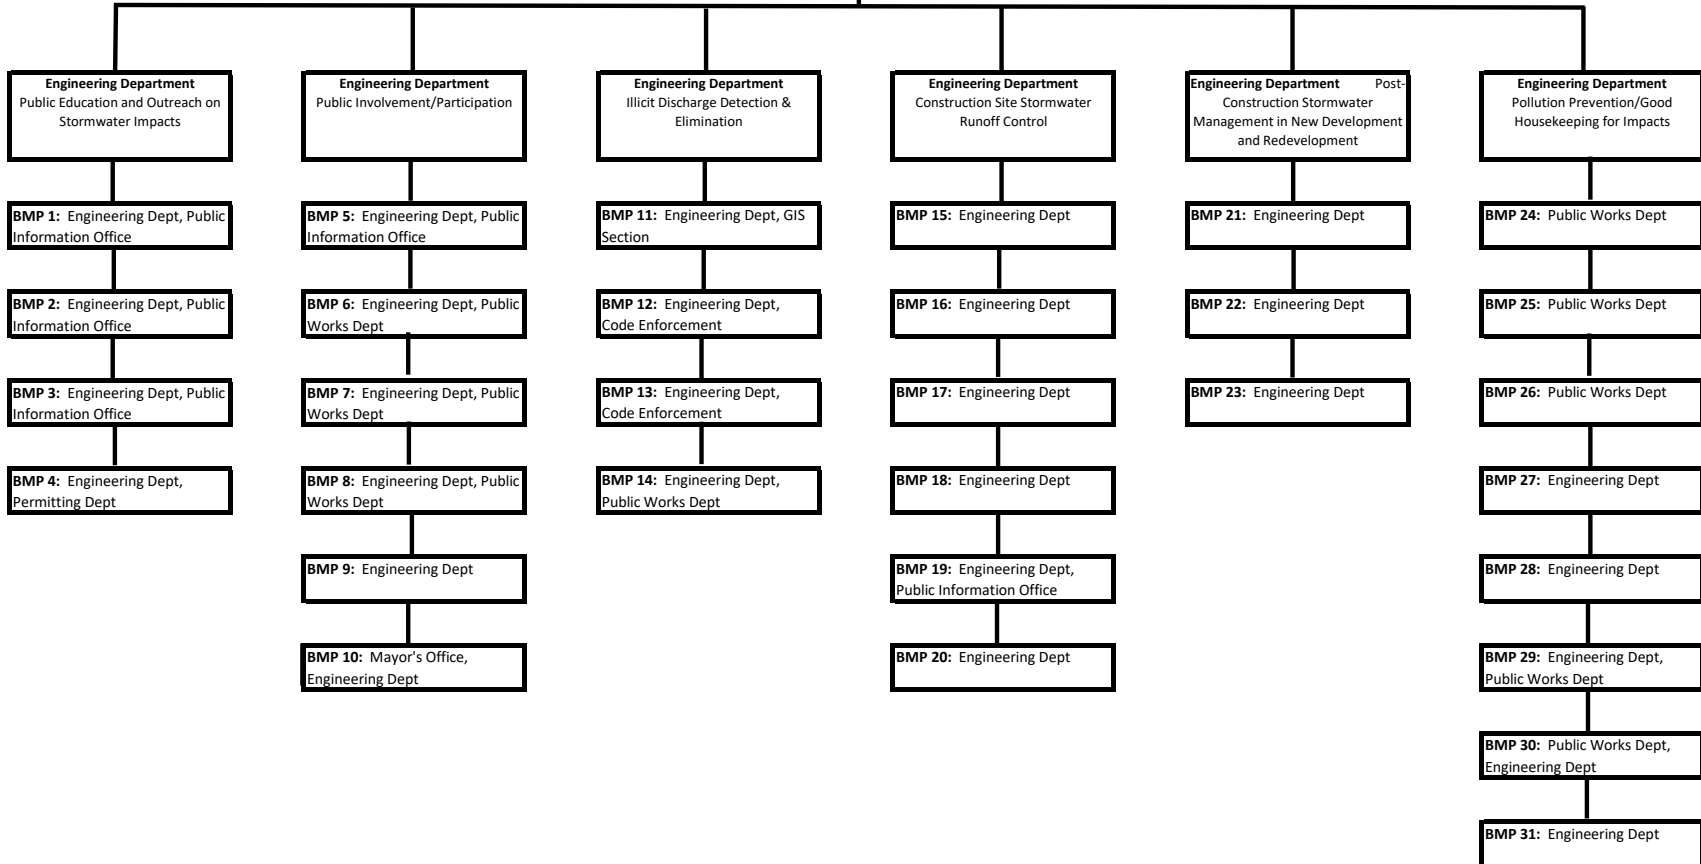 Engineering Department
Public Education and Outreach on
Stormwater Impacts
BMP 1: Engineering Dept, Public
Information Office
BMP 2: Engineering Dept, Public
Information Office
BMP 3: Engineering Dept, Public
Information Office
BMP 4: Engineering Dept,
Permitting Dept
Engineering Department
Public Involvement/Participation
BMP 5: Engineering Dept, Public
Information Office
BMP 6: Engineering Dept, Public
Works Dept
BMP 7: Engineering Dept, Public
Works Dept
BMP 8: Engineering Dept, Public
Works Dept
BMP 9: Engineering Dept
BMP 10: Mayor's Office,
Engineering Dept
Engineering Department
Illicit Discharge Detection &
Elimination
BMP 11: Engineering Dept, GIS
Section
BMP 12: Engineering Dept,
Code Enforcement
BMP 13: Engineering Dept,
Code Enforcement
BMP 14: Engineering Dept,
Public Works Dept
Engineering Department
Construction Site Stormwater
Runoff Control
BMP 15: Engineering Dept
BMP 16: Engineering Dept
BMP 17: Engineering Dept
BMP 18: Engineering Dept
BMP 19: Engineering Dept,
Public Information Office
BMP 20: Engineering Dept
Engineering Department Post-
Construction Stormwater
Management in New Development
and Redevelopment
BMP 21: Engineering Dept
BMP 22: Engineering Dept
BMP 23: Engineering Dept
Engineering Department
Pollution Prevention/Good
Housekeeping for Impacts
BMP 24: Public Works Dept
BMP 25: Public Works Dept
BMP 26: Public Works Dept
BMP 27: Engineering Dept
BMP 28: Engineering Dept
BMP 29: Engineering Dept,
Public Works Dept
BMP 30: Public Works Dept,
Engineering Dept
BMP 31: Engineering Dept